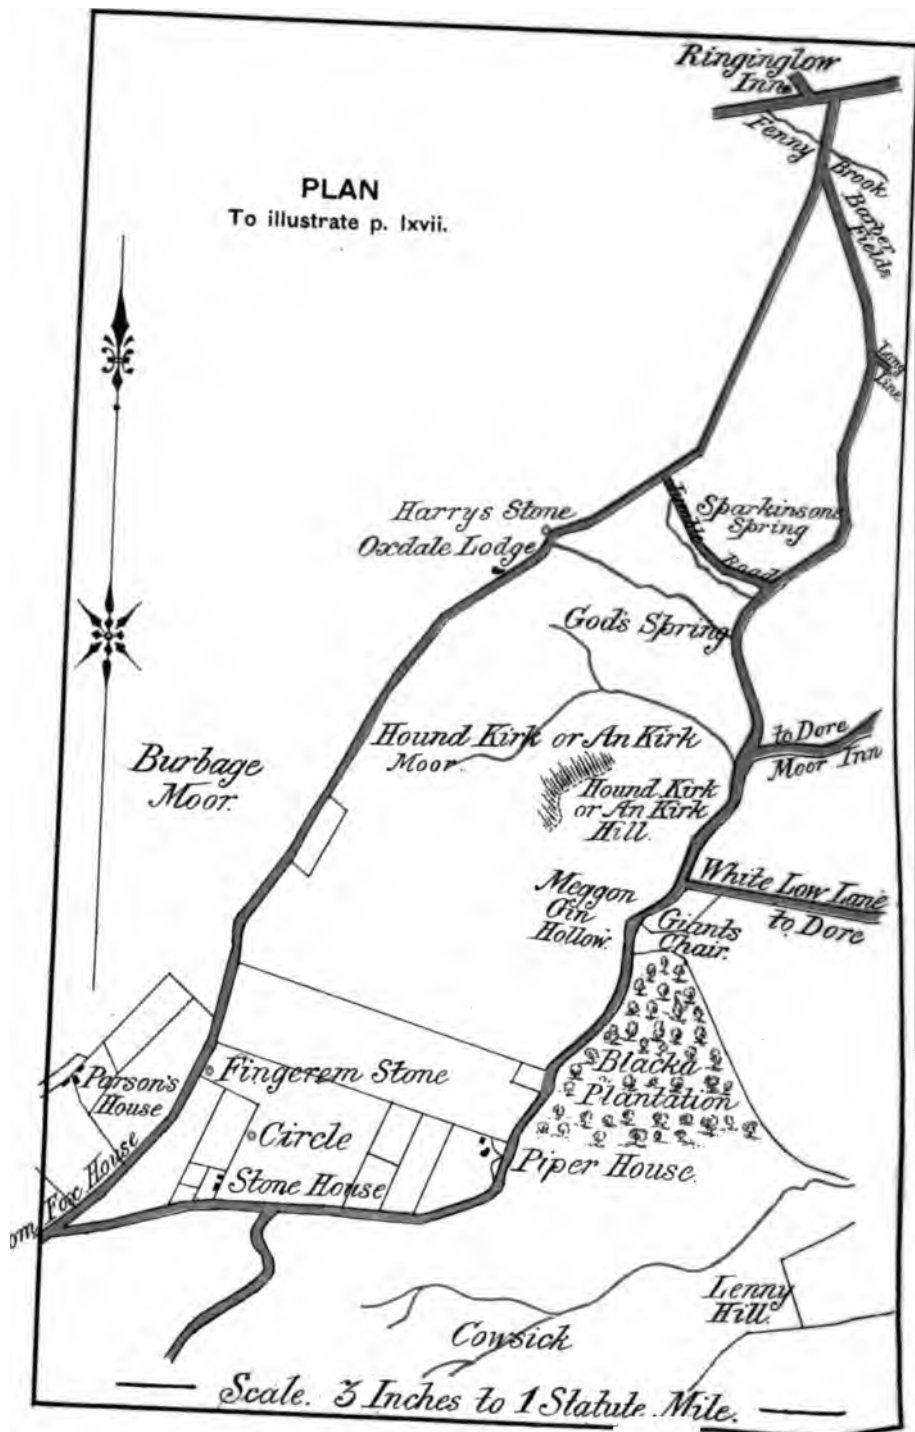 Ringinglow
Inn.
Fenny
Brook
Barber
Fields
PLAN
To illustrate p. lxvii.
Long
Line
Harrys Stone
Oxdale Lodge
Sparkinsons
Spring
Road
God's Spring
to Dore
Moor Inn
Hound Kirk or An Kirk
Moor.
Hound Kirk
or An Kirk
Hill.
Burbage
Moor.
White Low Lane
to Dore
Meggon
Gin
Hollow.
Giants
Chair.
Blacka
Plantation
Fingerem Stone
Parson's
House
Circle
Stone House
Piper House.
om Fox House
Lenny
Hill.
Cowsick
Scale. 3 Inches to 1 Statute Mile.